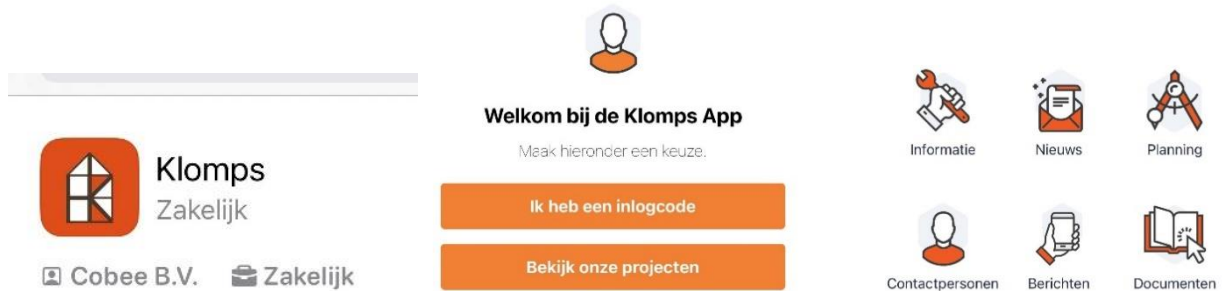 Klomps
Zakelijk
Cobee B.V. Zakelijk
Welkom bij de Klomps App
Maak hieronder een keuze.
Ik heb een inlogcode
Bekijk onze projecten
Informatie Nieuws Planning
Contactpersonen Berichten Documenten